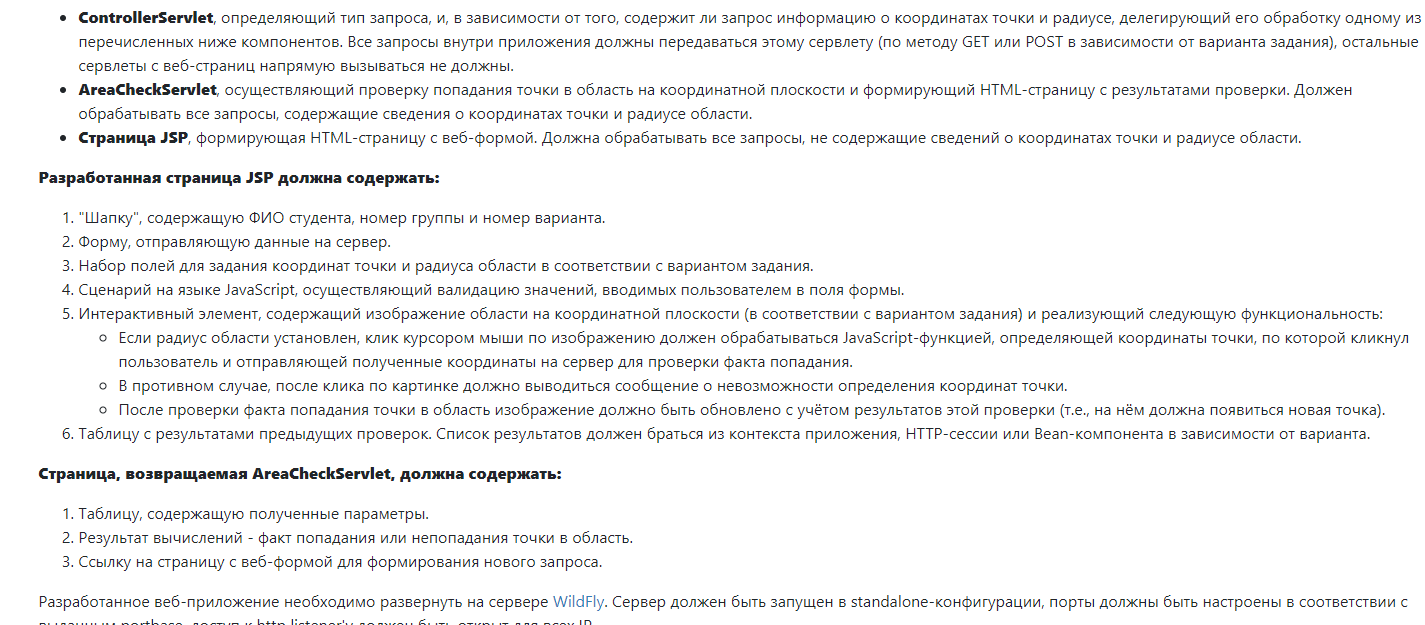 • ControllerServlet, определяющий тип запроса, и, в зависимости от того, содержит ли запрос информацию о координатах точки и радиусе, делегирующий его обработку одному из
перечисленных ниже компонентов. Все запросы внутри приложения должны передаваться этому сервлету (по методу GET или POST в зависимости от варианта задания), остальные
сервлеты с веб-страниц напрямую вызываться не должны.
• AreaCheckServlet, осуществляющий проверку попадания точки в область на координатной плоскости и формирующий HTML-страницу с результатами проверки. Должен
обрабатывать все запросы, содержащие сведения о координатах точки и радиусе области.
• Страница JSP, формирующая HTML-страницу с веб-формой. Должна обрабатывать все запросы, не содержащие сведений о координатах точки и радиусе области.
Разработанная страница JSP должна содержать:
1. "Шапку", содержащую ФИО студента, номер группы и номер варианта.
2. Форму, отправляющую данные на сервер.
3. Набор полей для задания координат точки и радиуса области в соответствии с вариантом задания.
4. Сценарий на языке JavaScript, осуществляющий валидацию значений, вводимых пользователем в поля формы.
5. Интерактивный элемент, содержащий изображение области на координатной плоскости (в соответствии с вариантом задания) и реализующий следующую функциональность:
◦ Если радиус области установлен, клик курсором мыши по изображению должен обрабатываться JavaScript-функцией, определяющей координаты точки, по которой кликнул
пользователь и отправляющей полученные координаты на сервер для проверки факта попадания.
◦ В противном случае, после клика по картинке должно выводиться сообщение о невозможности определения координат точки.
◦ После проверки факта попадания точки в область изображение должно быть обновлено с учётом результатов этой проверки (т.е., на нём должна появиться новая точка).
6. Таблицу с результатами предыдущих проверок. Список результатов должен браться из контекста приложения, HTTP-сессии или Bean-компонента в зависимости от варианта.
Страница, возвращаемая AreaCheckServlet, должна содержать:
1. Таблицу, содержащую полученные параметры.
2. Результат вычислений - факт попадания или непопадания точки в область.
3. Ссылку на страницу с веб-формой для формирования нового запроса.
Разработанное веб-приложение необходимо развернуть на сервере WildFly. Сервер должен быть запущен в standalone-конфигурации, порты должны быть настроены в соответствии с
выданным portbase, доступ к http listener'у должен быть открыт для всех IP.